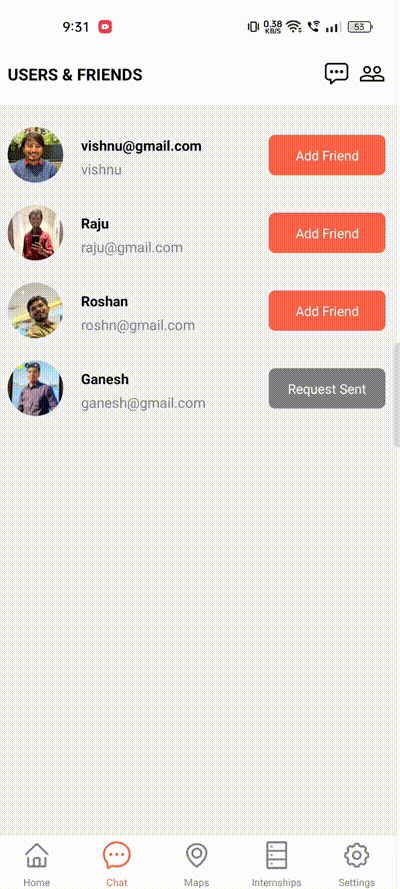 9:31 0.38 KB/S 53
USERS & FRIENDS
vishnu@gmail.com
vishnu
Add Friend
Raju
raju@gmail.com
Add Friend
Roshan
roshn@gmail.com
Add Friend
Ganesh
ganesh@gmail.com
Request Sent
Home Chat Maps Internships Settings